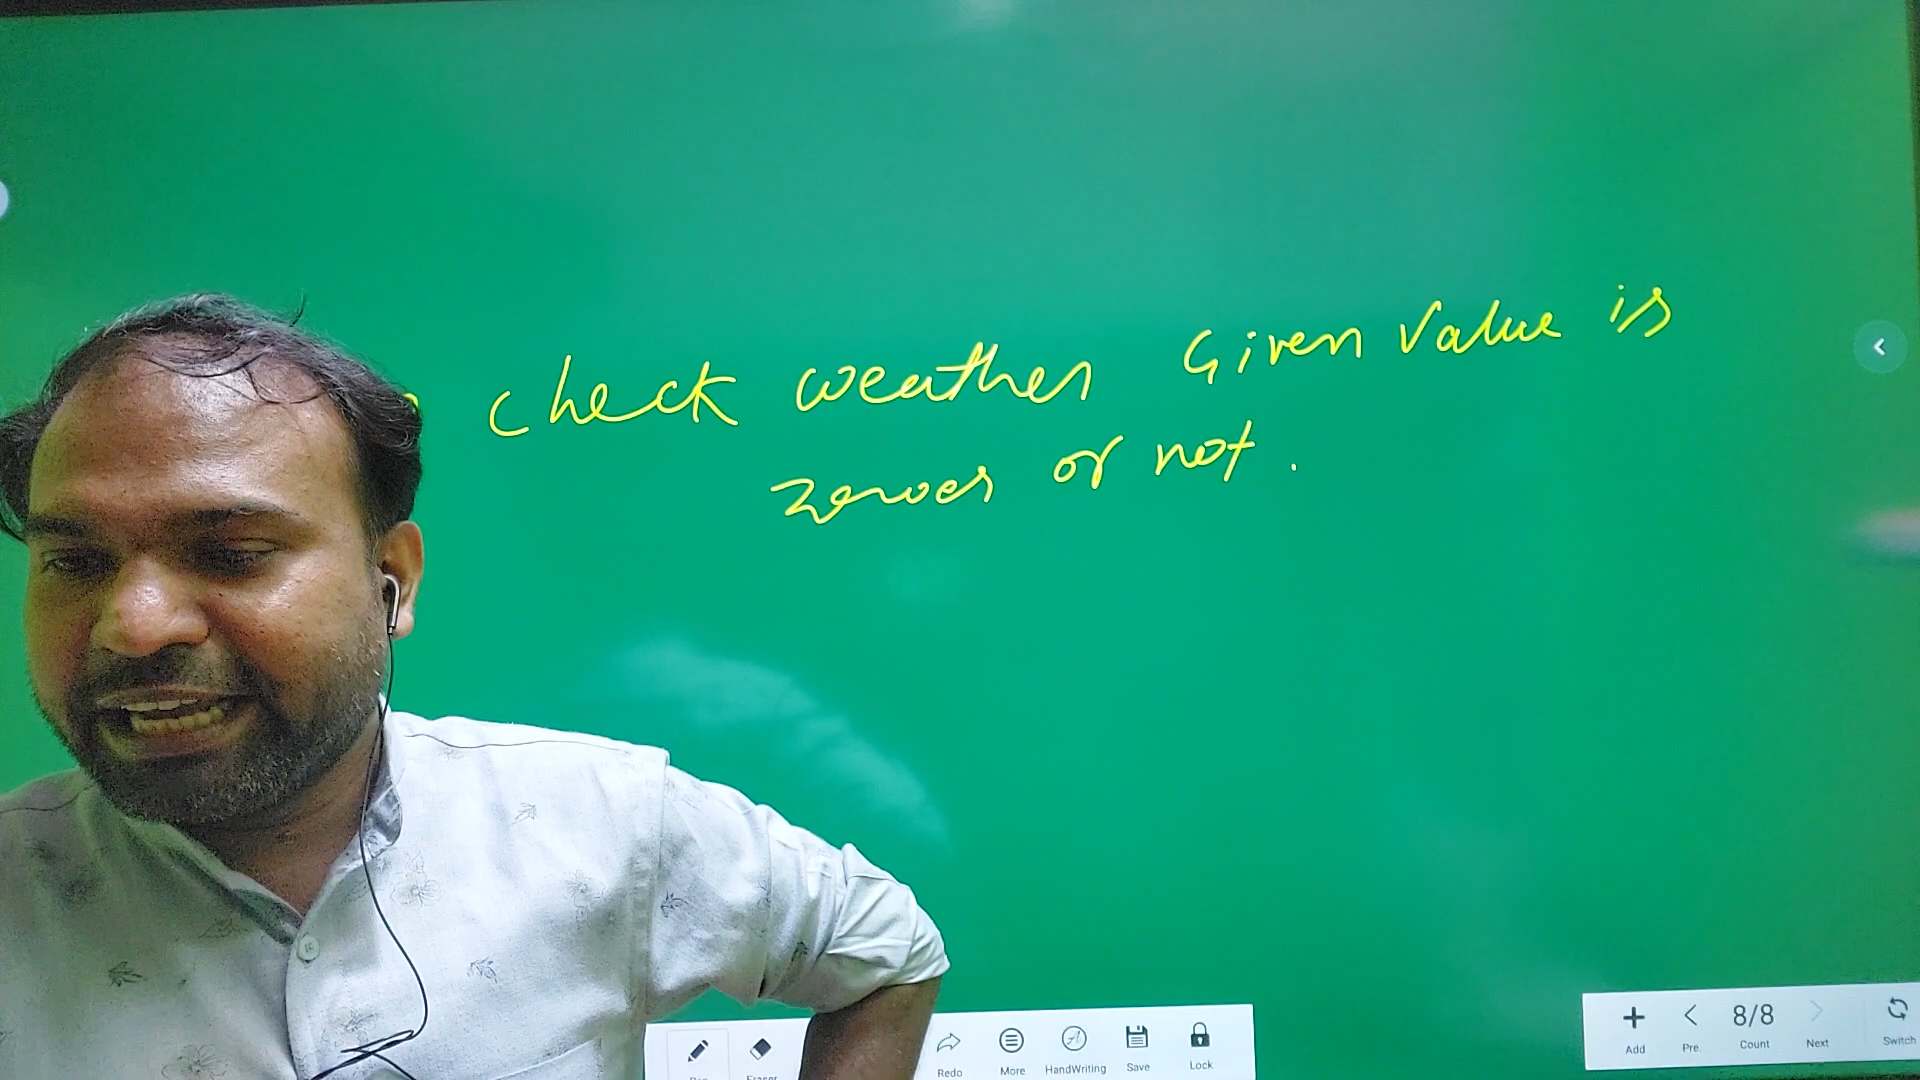 check weather Given value is
zeroes or not.
Redo
More
HandWriting
Save
Lock
Add
Pre.
8/8
Count
Next
Switch